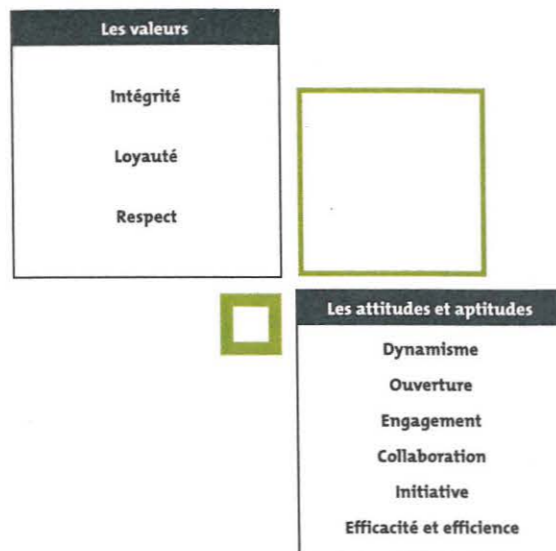 Les valeurs
Intégrité
Loyauté
Respect
Les attitudes et aptitudes
Dynamisme
Ouverture
Engagement
Collaboration
Initiative
Efficacité et efficience